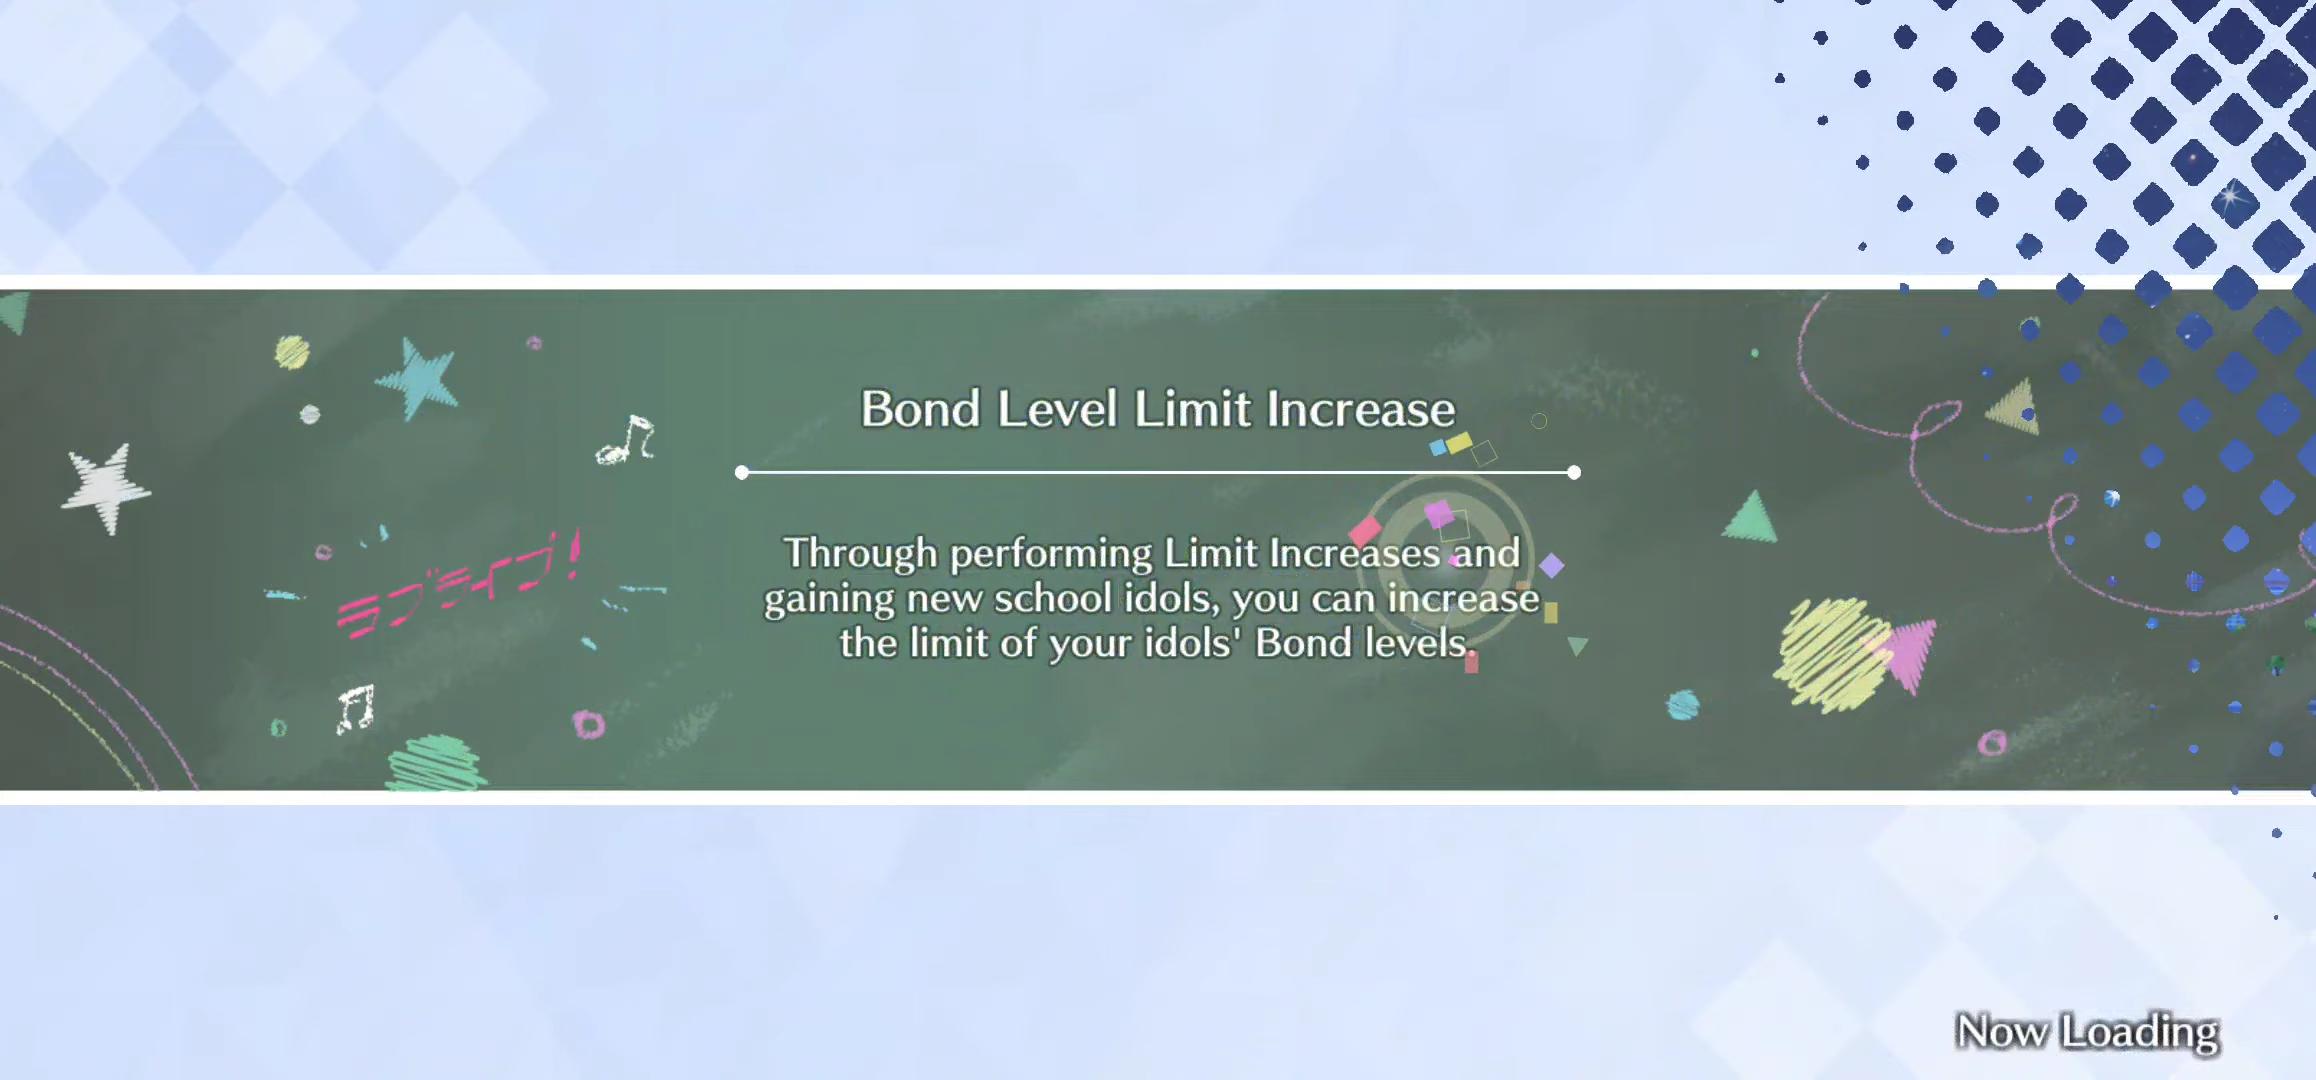 Bond Level Limit Increase
ラブライブ!
Through performing Limit Increases and
gaining new school idols, you can increase
the limit of your idols' Bond levels.
Now Loading